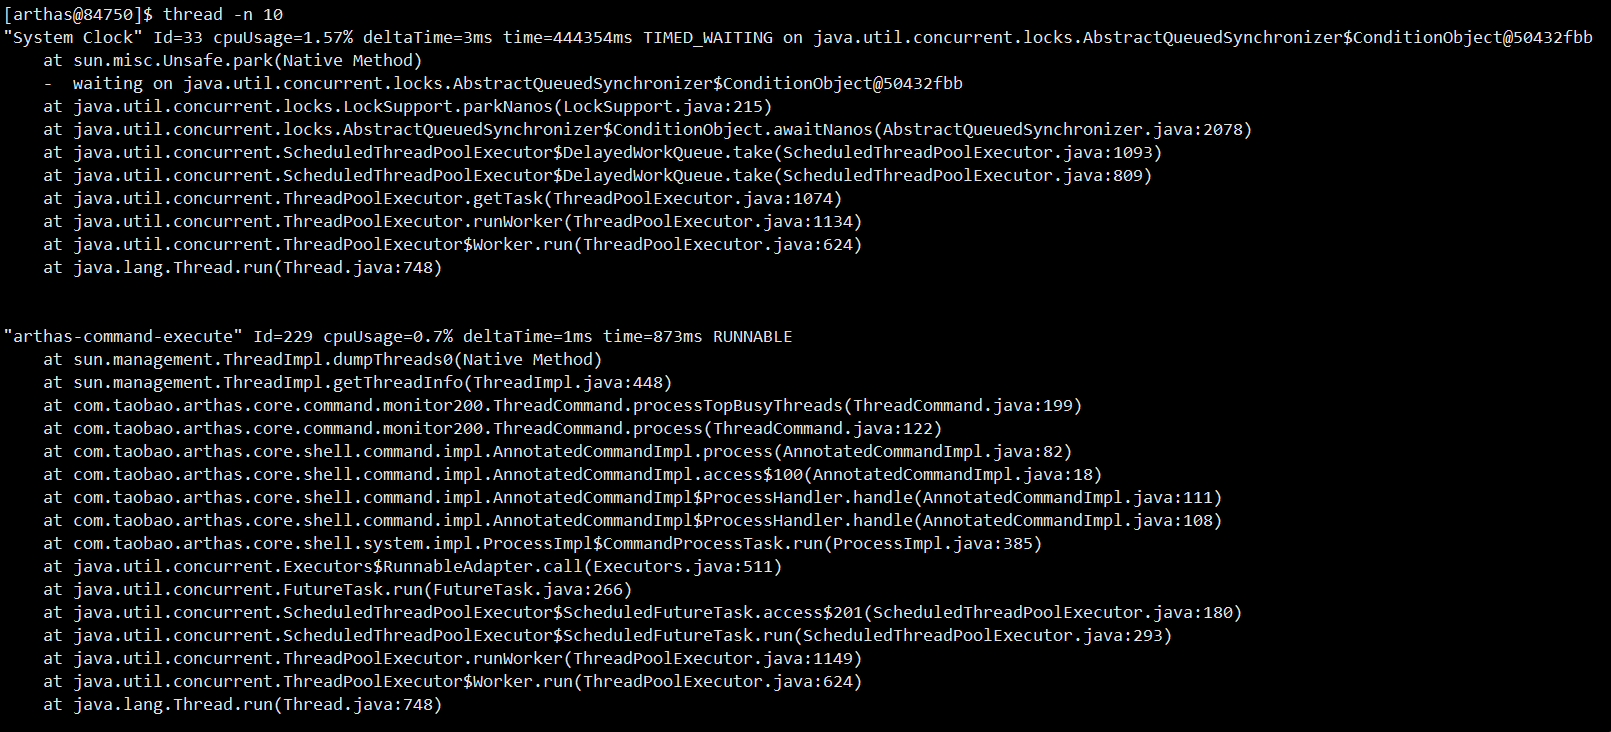 [arthas@84750]$ thread -n 10
"System Clock" Id=33 cpuUsage=1.57% deltaTime=3ms time=444354ms TIMED_WAITING on java.util.concurrent.locks.AbstractQueuedSynchronizer$ConditionObject@50432fbb
    at sun.misc.Unsafe.park(Native Method)
    -  waiting on java.util.concurrent.locks.AbstractQueuedSynchronizer$ConditionObject@50432fbb
    at java.util.concurrent.locks.LockSupport.parkNanos(LockSupport.java:215)
    at java.util.concurrent.locks.AbstractQueuedSynchronizer$ConditionObject.awaitNanos(AbstractQueuedSynchronizer.java:2078)
    at java.util.concurrent.ScheduledThreadPoolExecutor$DelayedWorkQueue.take(ScheduledThreadPoolExecutor.java:1093)
    at java.util.concurrent.ScheduledThreadPoolExecutor$DelayedWorkQueue.take(ScheduledThreadPoolExecutor.java:809)
    at java.util.concurrent.ThreadPoolExecutor.getTask(ThreadPoolExecutor.java:1074)
    at java.util.concurrent.ThreadPoolExecutor.runWorker(ThreadPoolExecutor.java:1134)
    at java.util.concurrent.ThreadPoolExecutor$Worker.run(ThreadPoolExecutor.java:624)
    at java.lang.Thread.run(Thread.java:748)
"arthas-command-execute" Id=229 cpuUsage=0.7% deltaTime=1ms time=873ms RUNNABLE
    at sun.management.ThreadImpl.dumpThreads0(Native Method)
    at sun.management.ThreadImpl.getThreadInfo(ThreadImpl.java:448)
    at com.taobao.arthas.core.command.monitor200.ThreadCommand.processTopBusyThreads(ThreadCommand.java:199)
    at com.taobao.arthas.core.command.monitor200.ThreadCommand.process(ThreadCommand.java:122)
    at com.taobao.arthas.core.shell.command.impl.AnnotatedCommandImpl.process(AnnotatedCommandImpl.java:82)
    at com.taobao.arthas.core.shell.command.impl.AnnotatedCommandImpl.access$100(AnnotatedCommandImpl.java:18)
    at com.taobao.arthas.core.shell.command.impl.AnnotatedCommandImpl$ProcessHandler.handle(AnnotatedCommandImpl.java:111)
    at com.taobao.arthas.core.shell.command.impl.AnnotatedCommandImpl$ProcessHandler.handle(AnnotatedCommandImpl.java:108)
    at com.taobao.arthas.core.shell.system.impl.ProcessImpl$CommandProcessTask.run(ProcessImpl.java:385)
    at java.util.concurrent.Executors$RunnableAdapter.call(Executors.java:511)
    at java.util.concurrent.FutureTask.run(FutureTask.java:266)
    at java.util.concurrent.ScheduledThreadPoolExecutor$ScheduledFutureTask.access$201(ScheduledThreadPoolExecutor.java:180)
    at java.util.concurrent.ScheduledThreadPoolExecutor$ScheduledFutureTask.run(ScheduledThreadPoolExecutor.java:293)
    at java.util.concurrent.ThreadPoolExecutor.runWorker(ThreadPoolExecutor.java:1149)
    at java.util.concurrent.ThreadPoolExecutor$Worker.run(ThreadPoolExecutor.java:624)
    at java.lang.Thread.run(Thread.java:748)